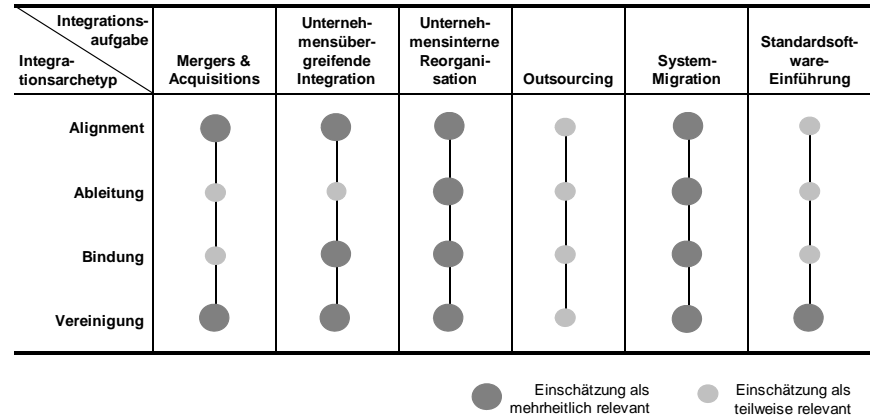 Integrations-
aufgabe
Integra-
tionsarchetyp
Mergers &
Acquisitions
Unterneh-
mensüber-
greifende
Integration
Unterneh-
mensinterne
Reorgani-
sation
Outsourcing
System-
Migration
Standardsoft-
ware-
Einführung
Alignment
Ableitung
Bindung
Vereinigung
Einschätzung als
mehrheitlich relevant
Einschätzung als
teilweise relevant